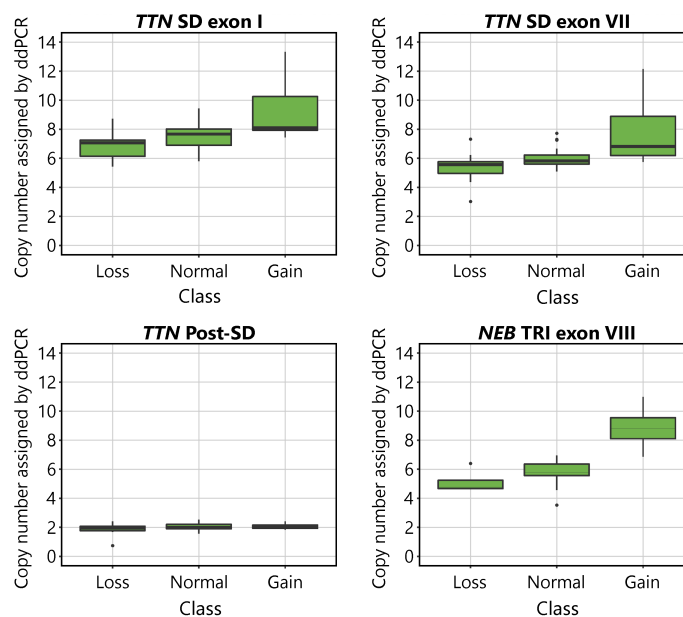 TTN SD exon I
Copy number assigned by ddPCR
14
12
10
8
6
4
2
0
Loss Normal Gain
Class
TTN SD exon VII
Copy number assigned by ddPCR
14
12
10
8
6
4
2
0
Loss Normal Gain
Class
TTN Post-SD
Copy number assigned by ddPCR
14
12
10
8
6
4
2
0
Loss Normal Gain
Class
NEB TRI exon VIII
Copy number assigned by ddPCR
14
12
10
8
6
4
2
0
Loss Normal Gain
Class